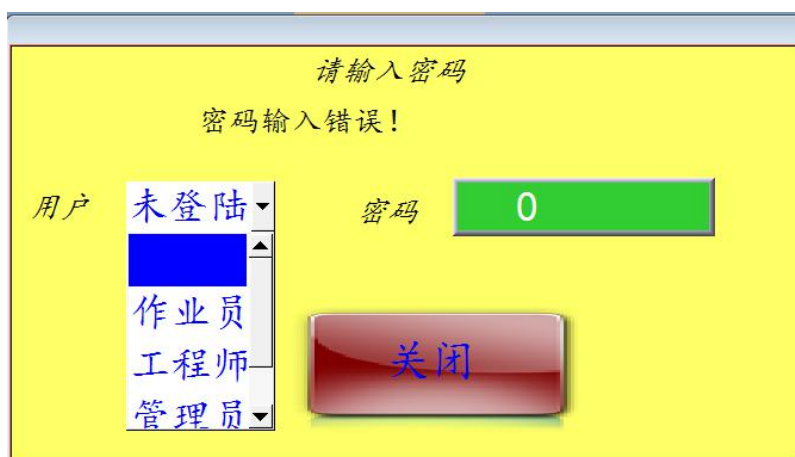 请输入密码
密码输入错误!
用户 未登陆 密码 0
作业员
工程师
管理员
关闭